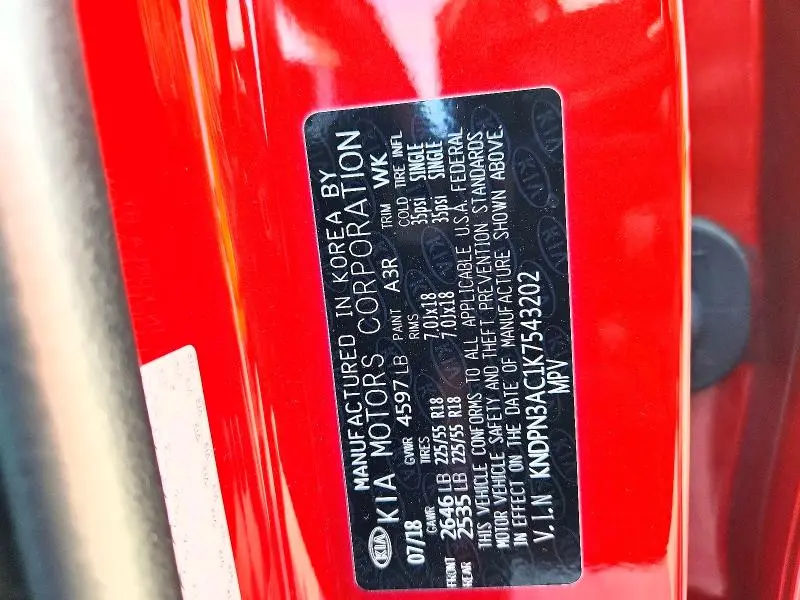 KIA
MANUFACTURED IN KOREA BY
KIA MOTORS CORPORATION
07/18 GVWR 4597 LB PAINT A3R TRIM WK
GAWR TIRES RIMS COLD TIRE INFL
FRONT 2646 LB 225/55 R18 7.0Jx18 35psi SINGLE
REAR 2535 LB 225/55 R18 7.0Jx18 35psi SINGLE
THIS VEHICLE CONFORMS TO ALL APPLICABLE U.S.A. FEDERAL
MOTOR VEHICLE SAFETY AND THEFT PREVENTION STANDARDS
IN EFFECT ON THE DATE OF MANUFACTURE SHOWN ABOVE.
V.I.N KNDPN3AC1K7543202
MPV